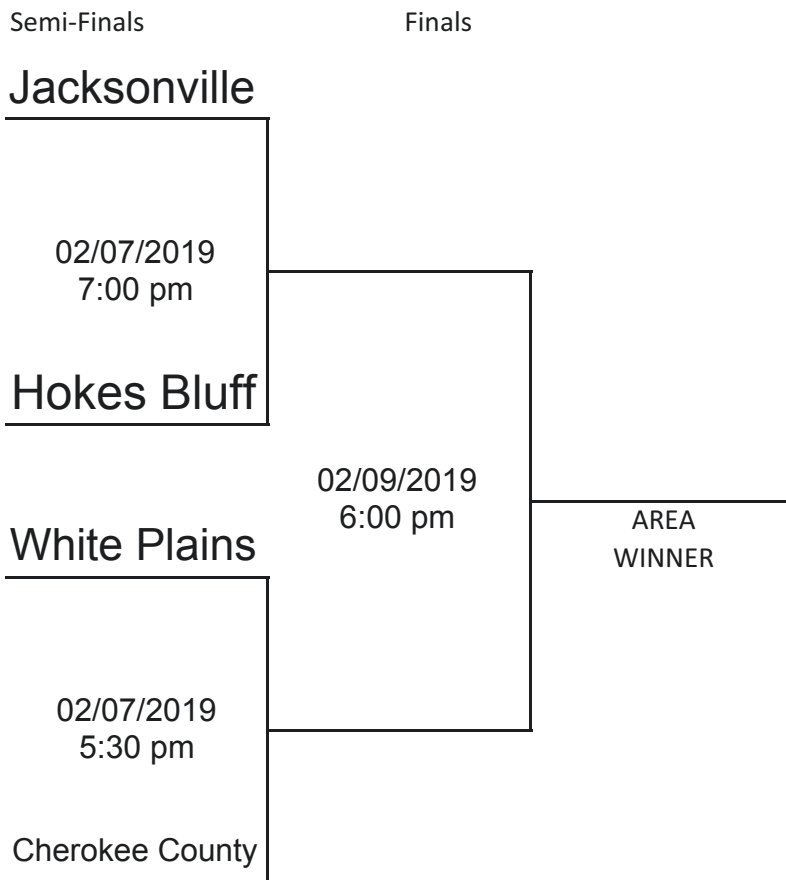 Semi-Finals
Finals
Jacksonville
02/07/2019
7:00 pm
Hokes Bluff
02/09/2019
6:00 pm
AREA
WINNER
White Plains
02/07/2019
5:30 pm
Cherokee County